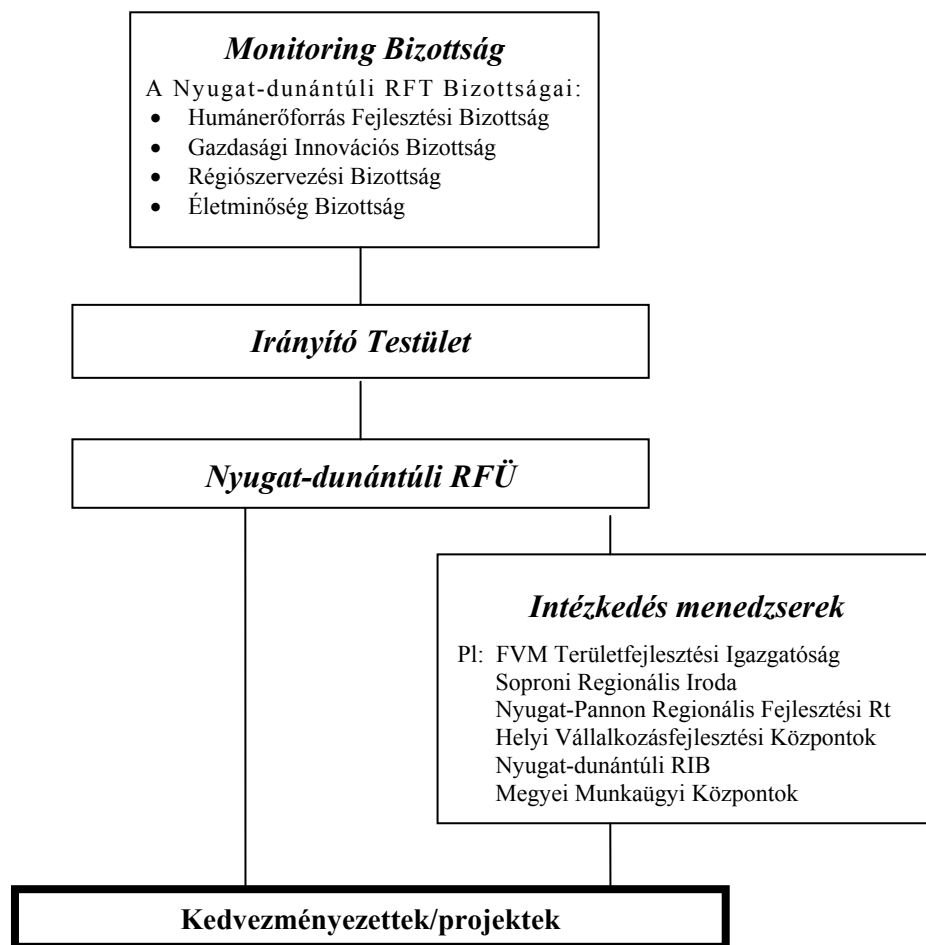 Monitoring Bizottság
A Nyugat-dunántúli RFT Bizottságai:
• Humánerőforrás Fejlesztési Bizottság
• Gazdasági Innovációs Bizottság
• Régiószervezési Bizottság
• Életminőség Bizottság
Irányító Testület
Nyugat-dunántúli RFÜ
Intézkedés menedzserek
Pl: FVM Területfejlesztési Igazgatóság
Soproni Regionális Iroda
Nyugat-Pannon Regionális Fejlesztési Rt
Helyi Vállalkozásfejlesztési Központok
Nyugat-dunántúli RIB
Megyei Munkaügyi Központok
Kedvezményezettek/projektek